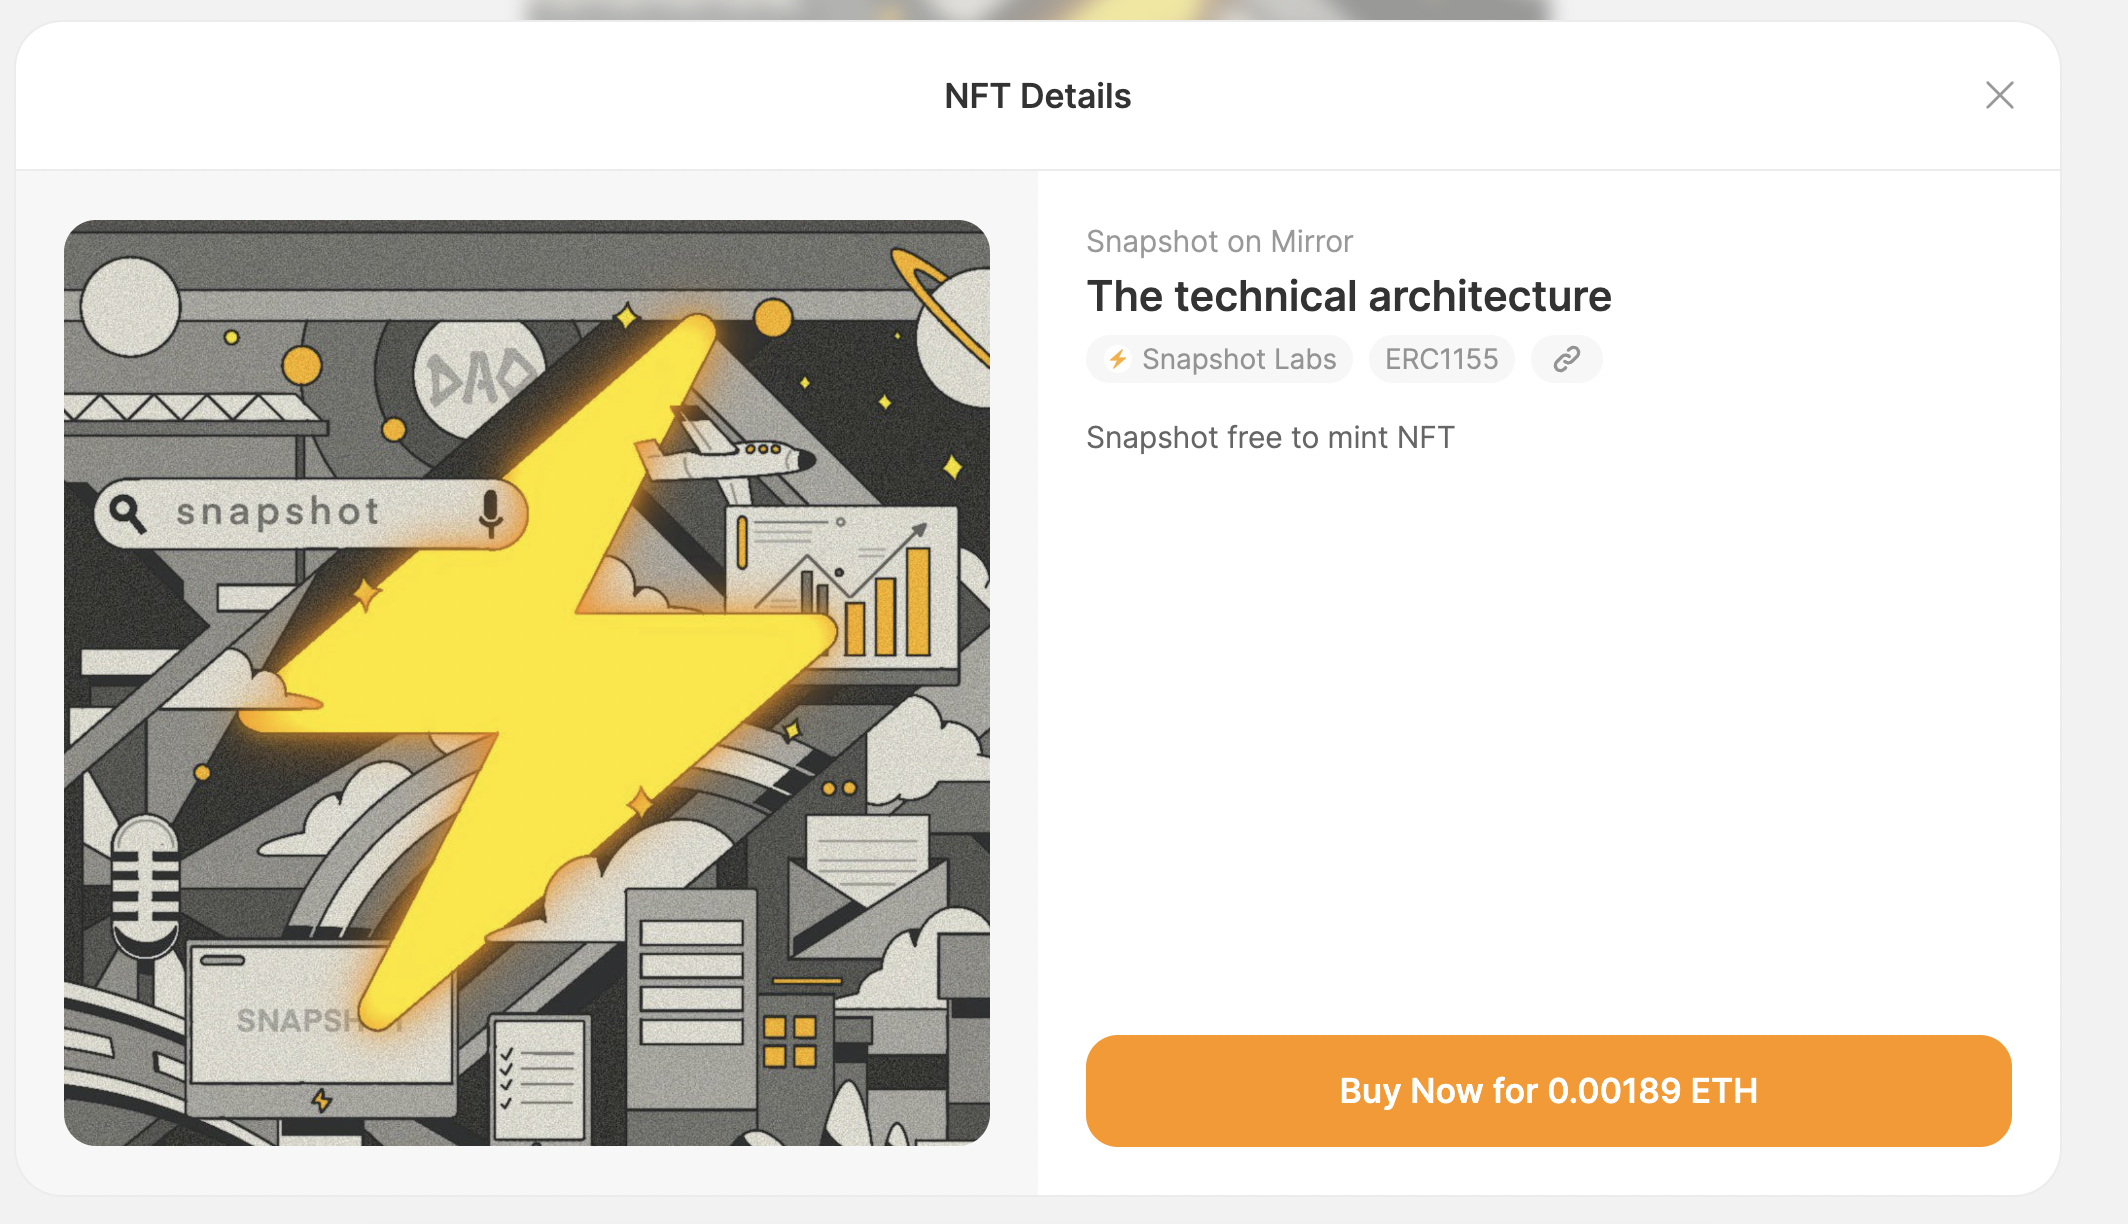 NFT Details
DAO
snapshot
SNAPSH
Snapshot on Mirror
The technical architecture
Snapshot Labs
ERC1155
Snapshot free to mint NFT
Buy Now for 0.00189 ETH